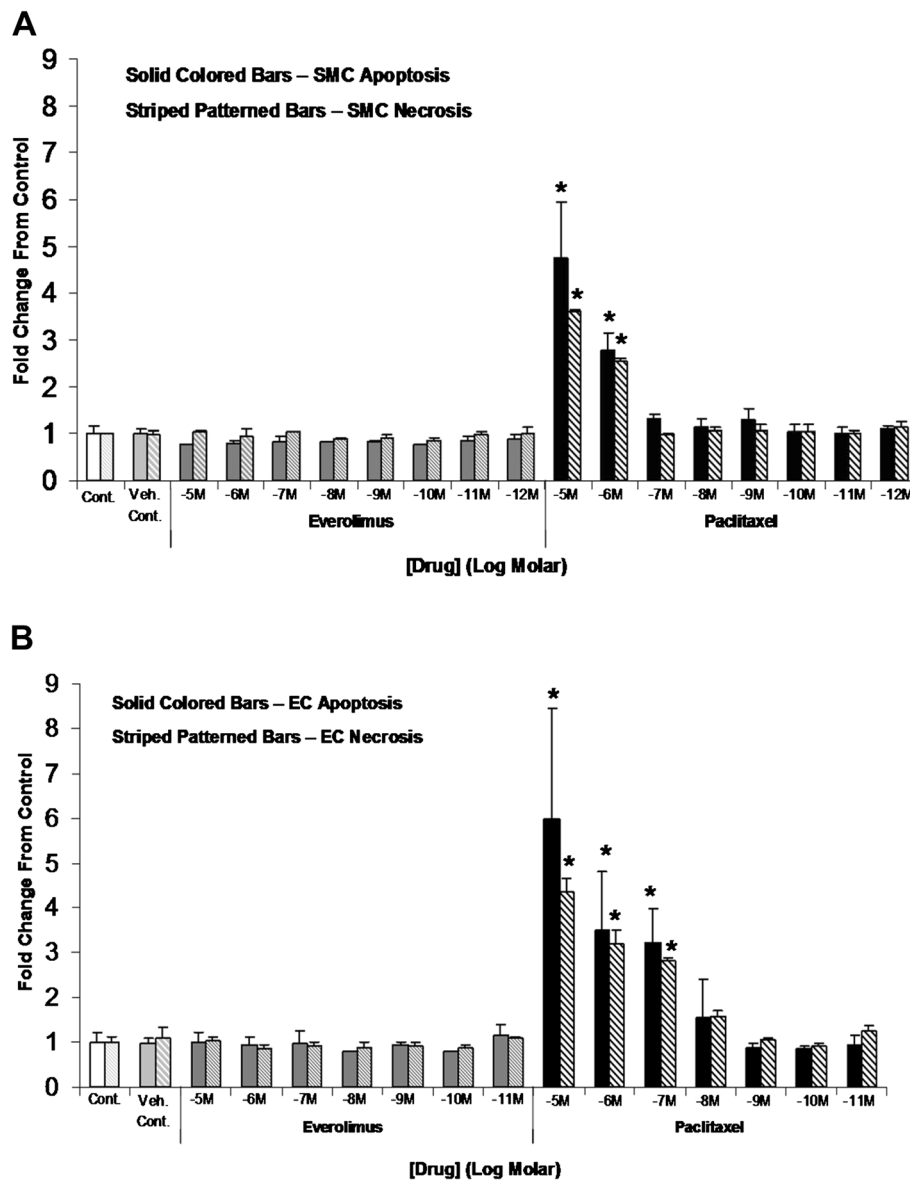 A
9
Solid Colored Bars – SMC Apoptosis
8
Striped Patterned Bars – SMC Necrosis
7
6
5
4
3
2
1
0
Fold Change From Control
* * * *
Cont. Veh. Cont. -5M -6M -7M -8M -9M -10M -11M -12M -5M -6M -7M -8M -9M -10M -11M -12M
Everolimus Paclitaxel
[Drug] (Log Molar)
B
9
Solid Colored Bars – EC Apoptosis
8
Striped Patterned Bars – EC Necrosis
7
6
5
4
3
2
1
0
Fold Change From Control
* * * * * *
Cont. Veh. Cont. -5M -6M -7M -8M -9M -10M -11M -5M -6M -7M -8M -9M -10M -11M
Everolimus Paclitaxel
[Drug] (Log Molar)